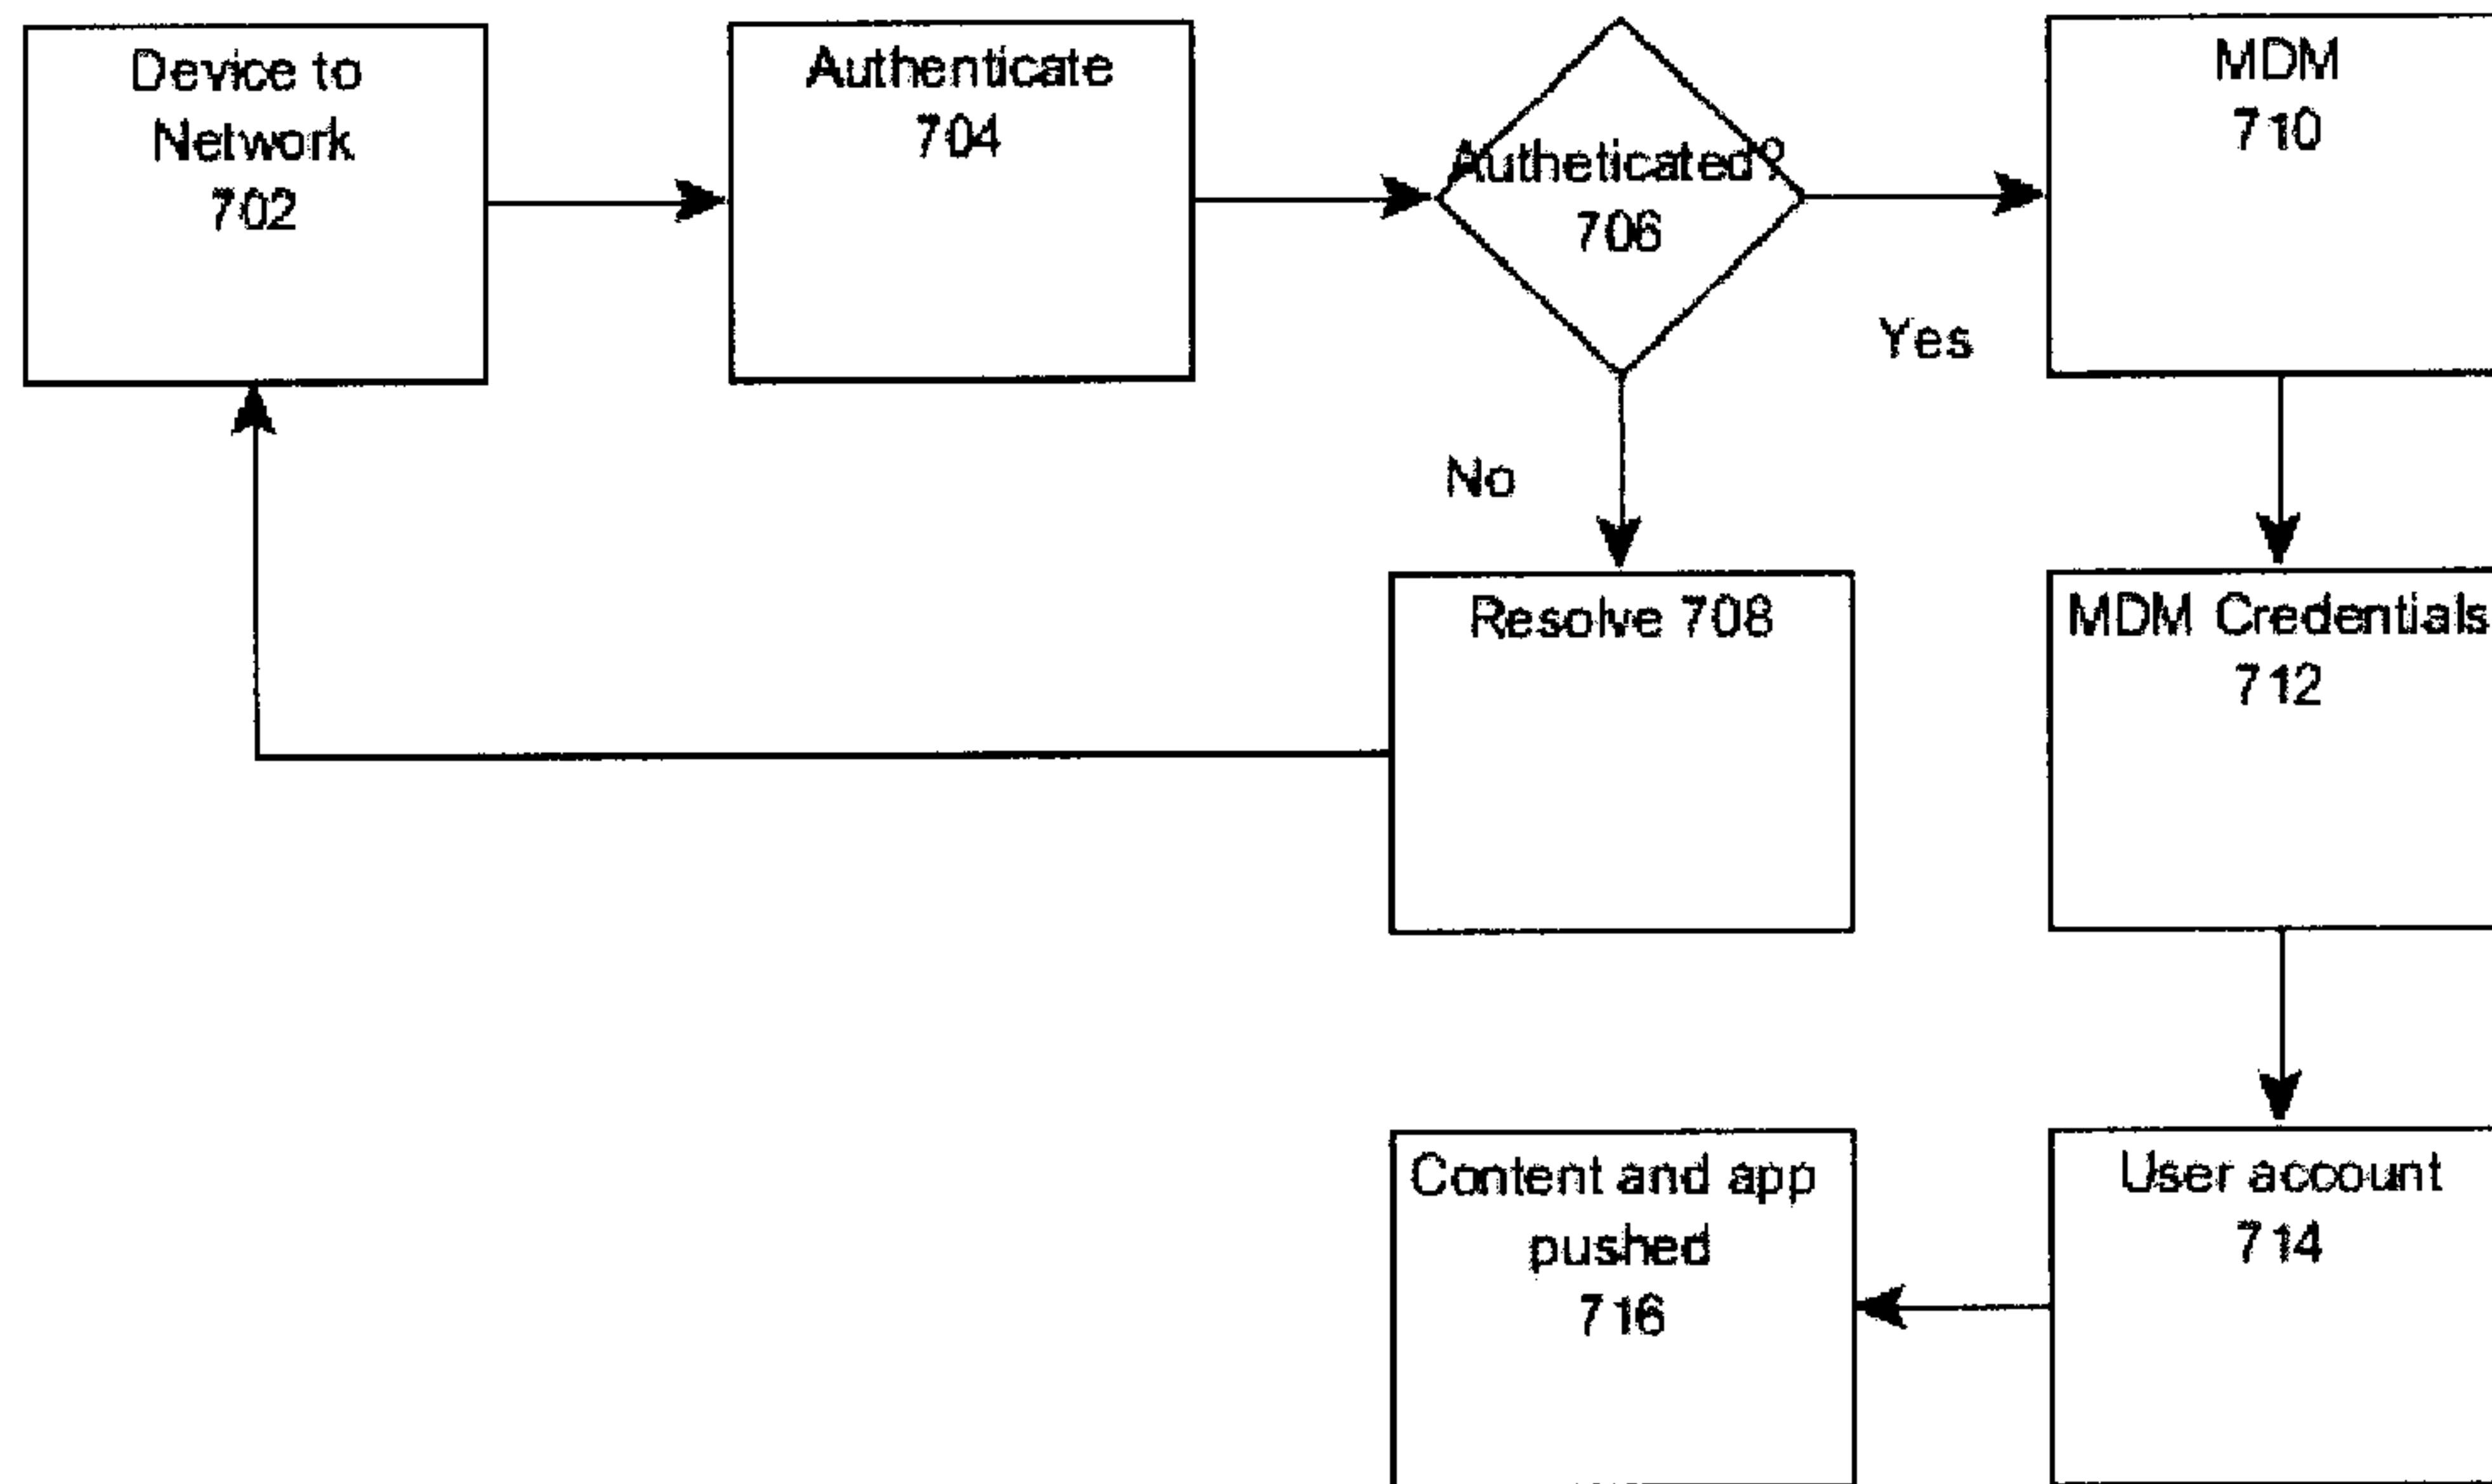 Device to
Network
702
Authenticate
704
Autheticated?
706
MDM
710
Yes
No
Resolve 708
MDM Credentials
712
Content and app
pushed
716
User account
714